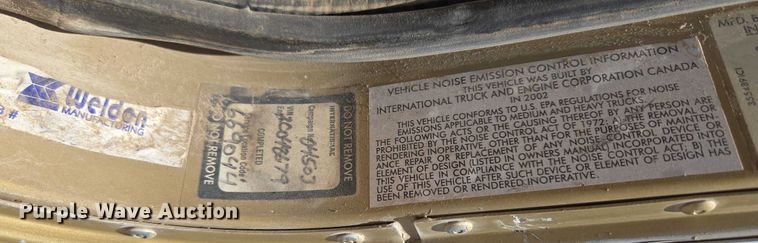 Weldon
MANUFACTURING
#
DO NOT REMOVE
INTERNATIONAL
COMPLETED
DO NOT REMOVE
VEHICLE NOISE EMISSION CONTROL INFORMATION
THIS VEHICLE WAS BUILT BY
INTERNATIONAL TRUCK AND ENGINE CORPORATION CANADA
IN 2002
THIS VEHICLE CONFORMS TO U.S. EPA REGULATIONS FOR NOISE
EMISSIONS APPLICABLE TO MEDIUM AND HEAVY TRUCKS.
THE FOLLOWING ACTS OR THE CAUSING THEREOF BY ANY PERSON ARE
PROHIBITED BY THE NOISE CONTROL ACT OF 1972: A. THE REMOVAL OR
RENDERING INOPERATIVE, OTHER THAN FOR THE PURPOSES OF MAINTEN-
ANCE REPAIR OR REPLACEMENT OF ANY NOISE CONTROL DEVICE OR
ELEMENT OF DESIGN (LISTED IN OWNERS MANUAL) INCORPORATED INTO
THIS VEHICLE IN COMPLIANCE WITH THE NOISE CONTROL ACT, B) THE
USE OF THIS VEHICLE AFTER SUCH DEVICE OR ELEMENT OF DESIGN HAS
BEEN REMOVED OR RENDERED INOPERATIVE.
MFD. B
Purple Wave Auction